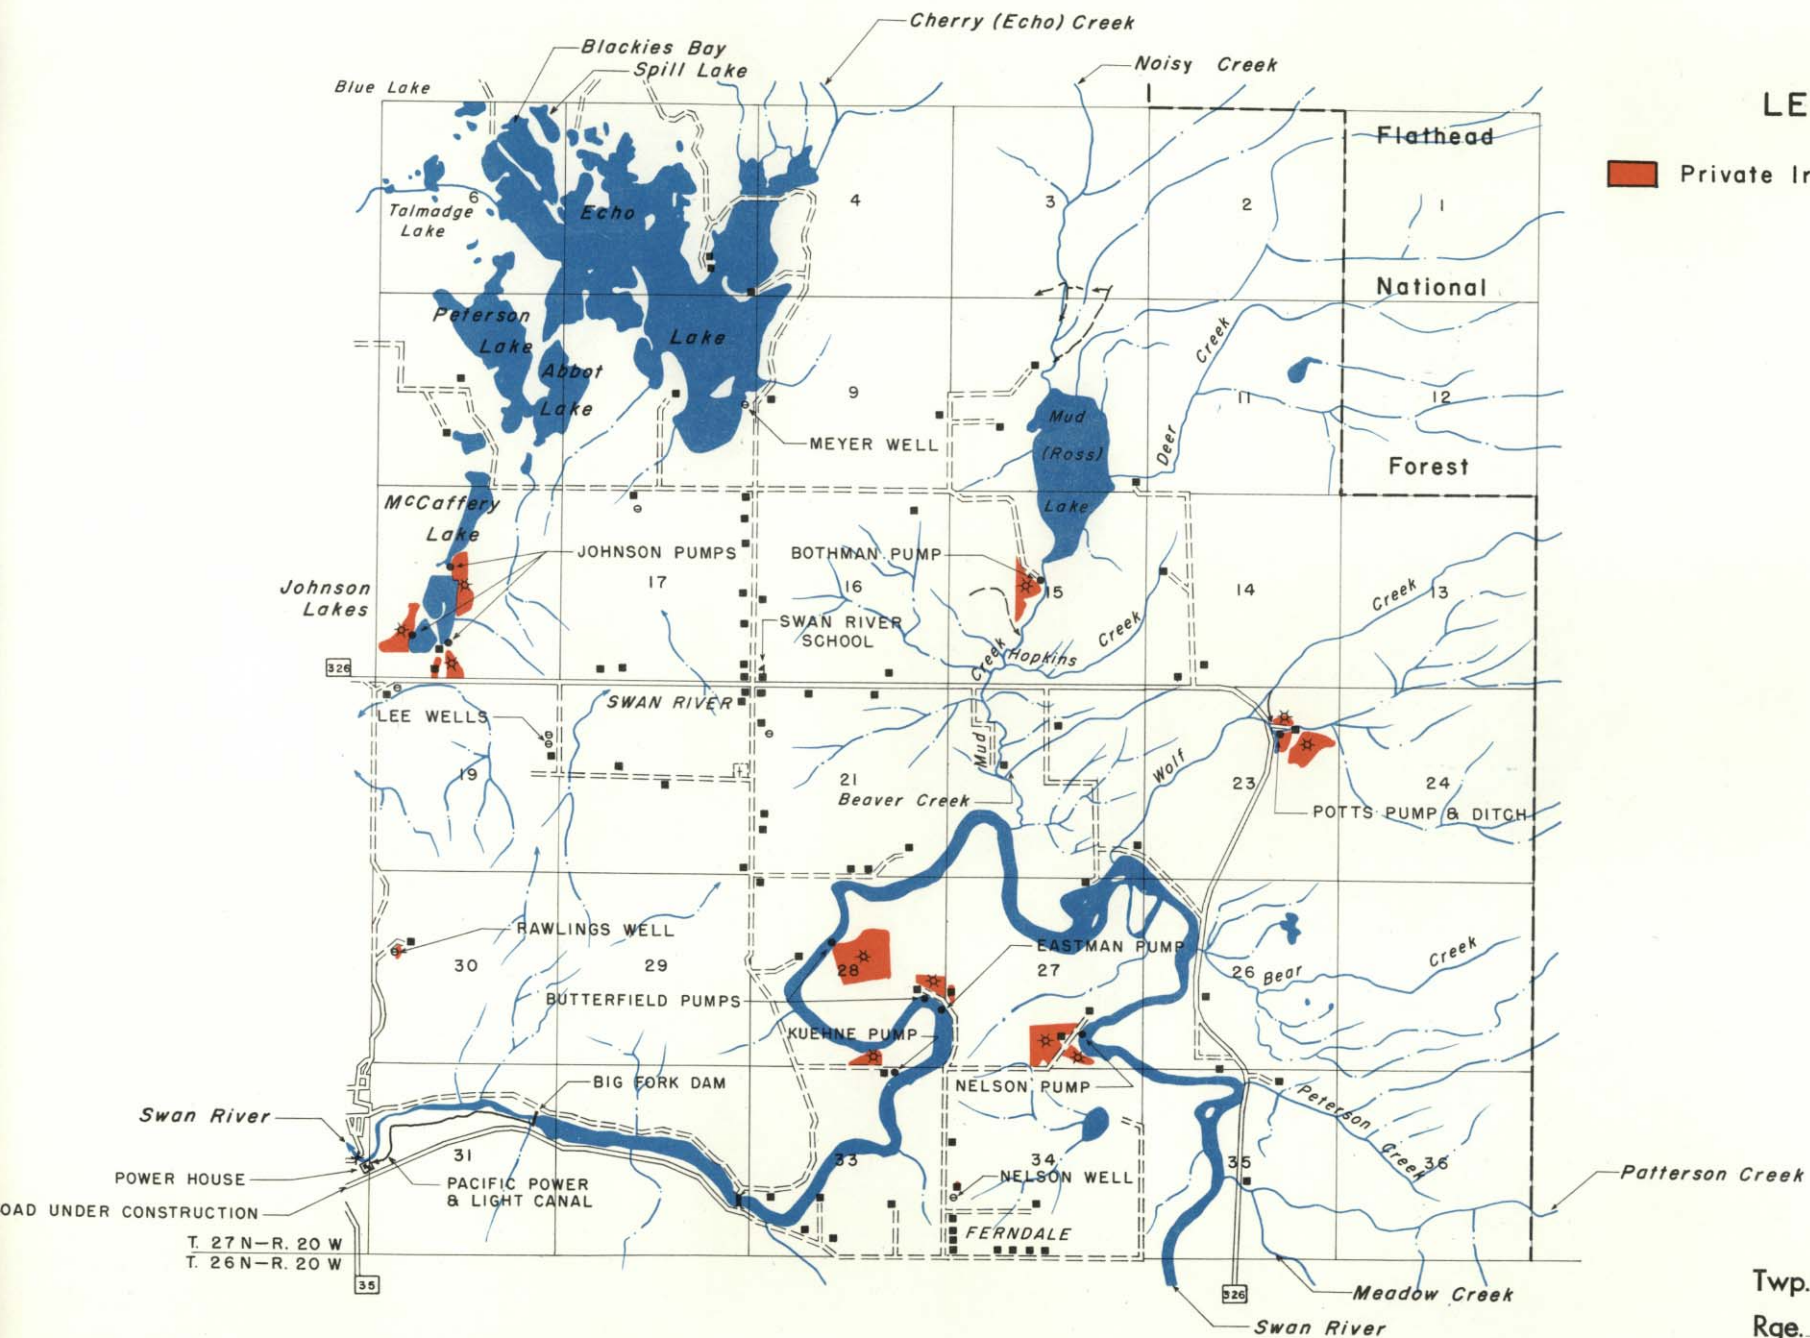 Cherry (Echo) Creek
Blackies Bay
Spill Lake
Noisy Creek
Blue Lake
LE
Flathead
Private Ir
6
Talmadge
Lake
Echo
4
3
2
1
National
Peterson
Lake
Lake
Abbot
Lake
Creek
Deer
9
11
12
Mud
(Ross)
Lake
MEYER WELL
Forest
McCaffery
Lake
JOHNSON PUMPS
BOTHMAN PUMP
Johnson
Lakes
17
16
15
14
13
Creek
SWAN RIVER
SCHOOL
Creek
Hopkins
Creek
326
SWAN RIVER
LEE WELLS
Mud
Wolf
19
21
23
24
Beaver Creek
POTTS PUMP & DITCH
RAWLINGS WELL
EASTMAN PUMP
30
29
28
27
26
Bear
Creek
BUTTERFIELD PUMPS
KUEHNE PUMP
BIG FORK DAM
NELSON PUMP
Peterson
Creek
Swan River
31
33
34
35
36
POWER HOUSE
PACIFIC POWER
& LIGHT CANAL
NELSON WELL
Patterson Creek
OAD UNDER CONSTRUCTION
FERNDALE
T. 27 N–R. 20 W
T. 26 N–R. 20 W
35
326
Meadow Creek
Swan River
Twp.
Rge.